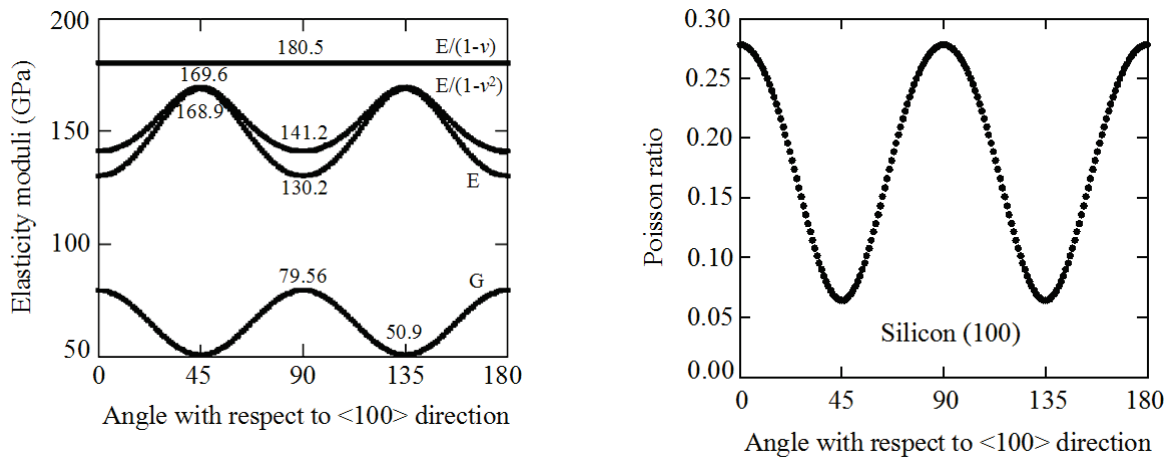 Elasticity moduli (GPa)
200
150
100
50
180.5
E/(1-ν)
169.6
E/(1-ν²)
168.9
141.2
130.2
E
79.56
G
50.9
0 45 90 135 180
Angle with respect to <100> direction
Poisson ratio
0.30
0.25
0.20
0.15
0.10
0.05
0.00
Silicon (100)
0 45 90 135 180
Angle with respect to <100> direction